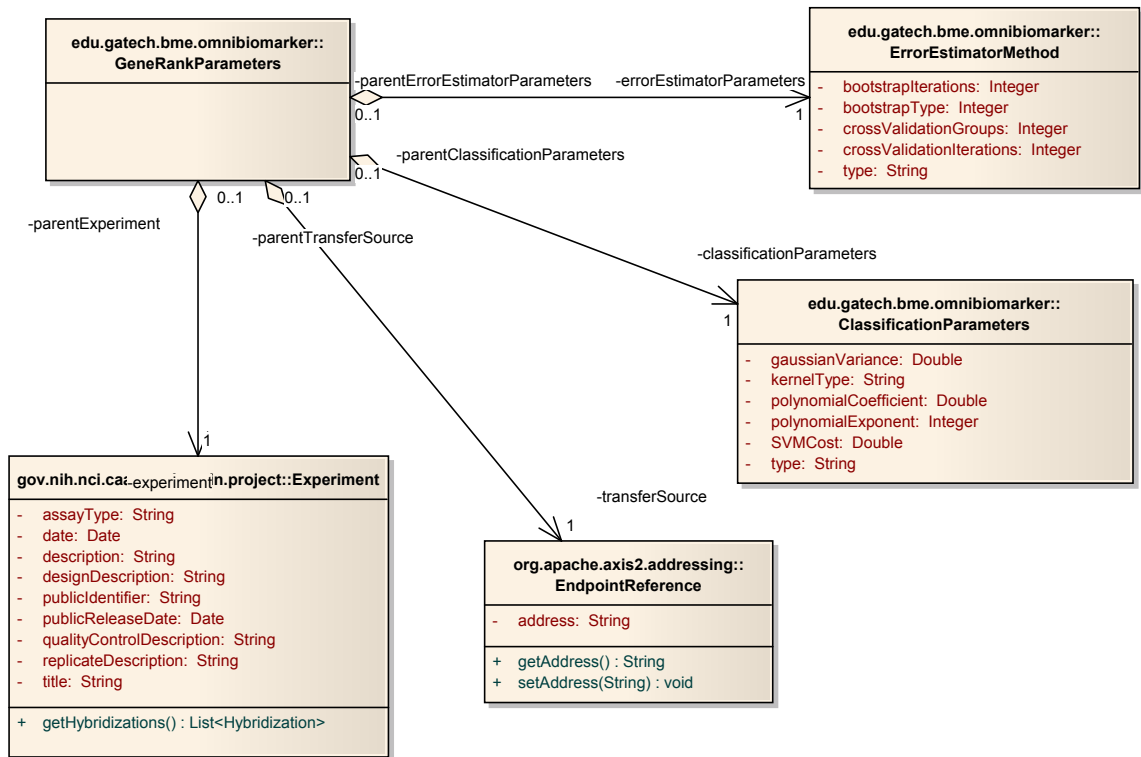 edu.gatech.bme.omnibiomarker::
GeneRankParameters
-parentErrorEstimatorParameters
-errorEstimatorParameters
0..1
1
edu.gatech.bme.omnibiomarker::
ErrorEstimatorMethod
- bootstrapIterations: Integer
- bootstrapType: Integer
- crossValidationGroups: Integer
- crossValidationIterations: Integer
- type: String
-parentClassificationParameters
0..1
-classificationParameters
1
0..1
0..1
-parentExperiment
-parentTransferSource
edu.gatech.bme.omnibiomarker::
ClassificationParameters
- gaussianVariance: Double
- kernelType: String
- polynomialCoefficient: Double
- polynomialExponent: Integer
- SVMCost: Double
- type: String
1
-experiment
n.project::Experiment
- assayType: String
- date: Date
- description: String
- designDescription: String
- publicIdentifier: String
- publicReleaseDate: Date
- qualityControlDescription: String
- replicateDescription: String
- title: String
+ getHybridizations() : List<Hybridization>
-transferSource
1
org.apache.axis2.addressing::
EndpointReference
- address: String
+ getAddress() : String
+ setAddress(String) : void